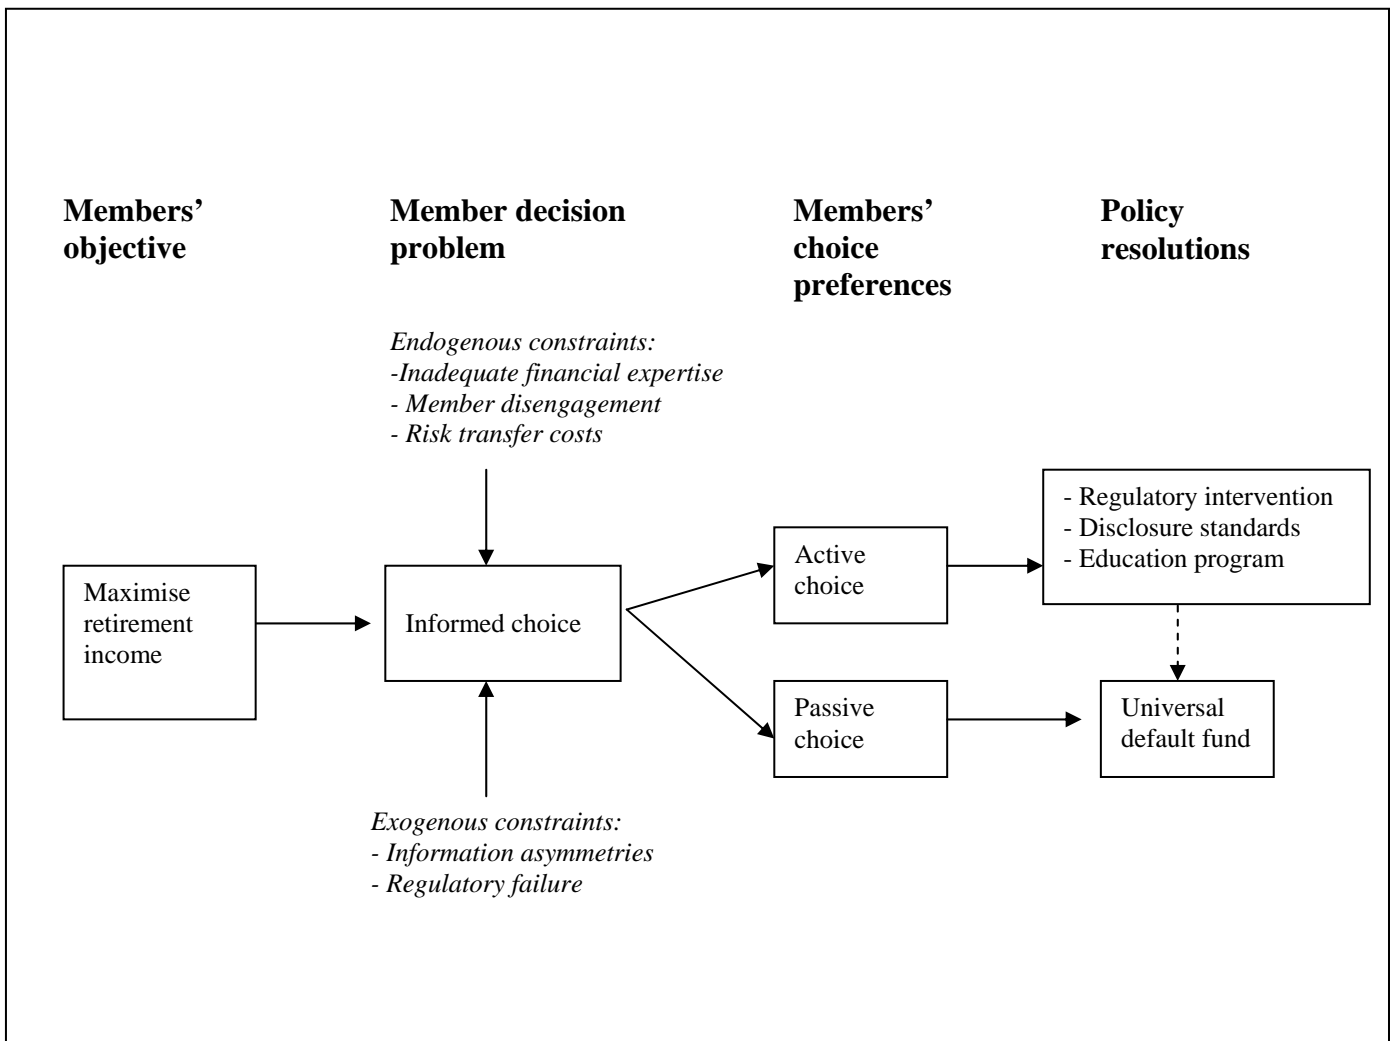 Members’
objective
Member decision
problem
Members’
choice
preferences
Policy
resolutions
Endogenous constraints:
-Inadequate financial expertise
- Member disengagement
- Risk transfer costs
Maximise
retirement
income
Informed choice
Active
choice
- Regulatory intervention
- Disclosure standards
- Education program
Passive
choice
Universal
default fund
Exogenous constraints:
- Information asymmetries
- Regulatory failure